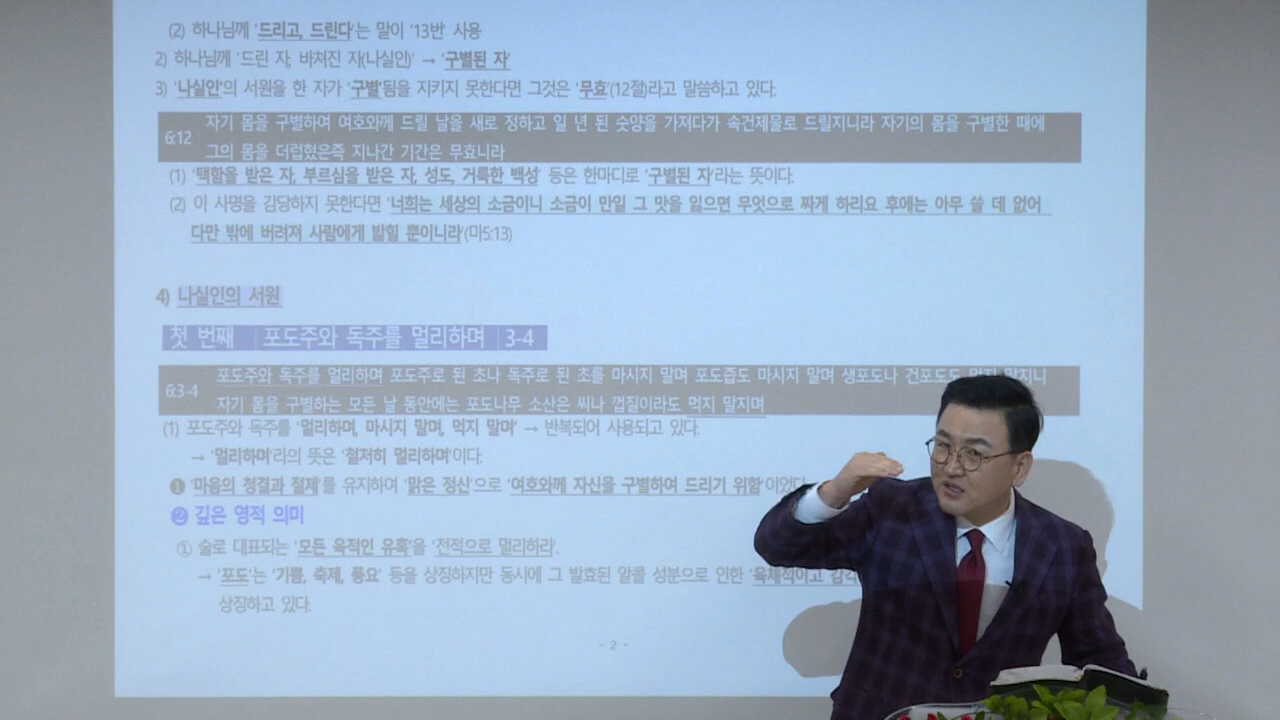 (2) 하나님께 '드리고, 드린다'는 말이 '13번' 사용
2) 하나님께 '드린 자, 바쳐진 자(나실인)' → '구별된 자'
3) '나실인'의 서원을 한 자가 '구별'됨을 지키지 못한다면 그것은 '무효'(12절)라고 말씀하고 있다.
6:12 자기 몸을 구별하여 여호와께 드릴 날을 새로 정하고 일 년 된 숫양을 가져다가 속건제물로 드릴지니라 자기의 몸을 구별한 때에
그의 몸을 더럽혔은즉 지나간 기간은 무효니라
(1) '택함을 받은 자, 부르심을 받은 자, 성도, 거룩한 백성' 등은 한마디로 '구별된 자'라는 뜻이다.
(2) 이 사명을 감당하지 못한다면 '너희는 세상의 소금이니 소금이 만일 그 맛을 잃으면 무엇으로 짜게 하리요 후에는 아무 쓸 데 없어
다만 밖에 버려져 사람에게 밟힐 뿐이니라'(마5:13)
4) 나실인의 서원
첫 번째 포도주와 독주를 멀리하며 3-4
6:3-4 포도주와 독주를 멀리하며 포도주로 된 초나 독주로 된 초를 마시지 말며 포도즙도 마시지 말며 생포도나 건포도도 먹지 말지니
자기 몸을 구별하는 모든 날 동안에는 포도나무 소산은 씨나 껍질이라도 먹지 말지며
(1) 포도주와 독주를 '멀리하며, 마시지 말며, 먹지 말며' → 반복되어 사용되고 있다.
→ '멀리하며'라의 뜻은 '철저히 멀리하며'이다.
❶ '마음의 청결과 절제'를 유지하여 '맑은 정신'으로 '여호와께 자신을 구별하여 드리기 위함'이었다.
❷ 깊은 영적 의미
① 술로 대표되는 '모든 육적인 유혹'을 '전적으로 멀리하라'.
→ '포도'는 '기쁨, 축제, 풍요' 등을 상징하지만 동시에 그 발효된 알콜 성분으로 인한 '육체적이고 감각
상징하고 있다.
- 2 -